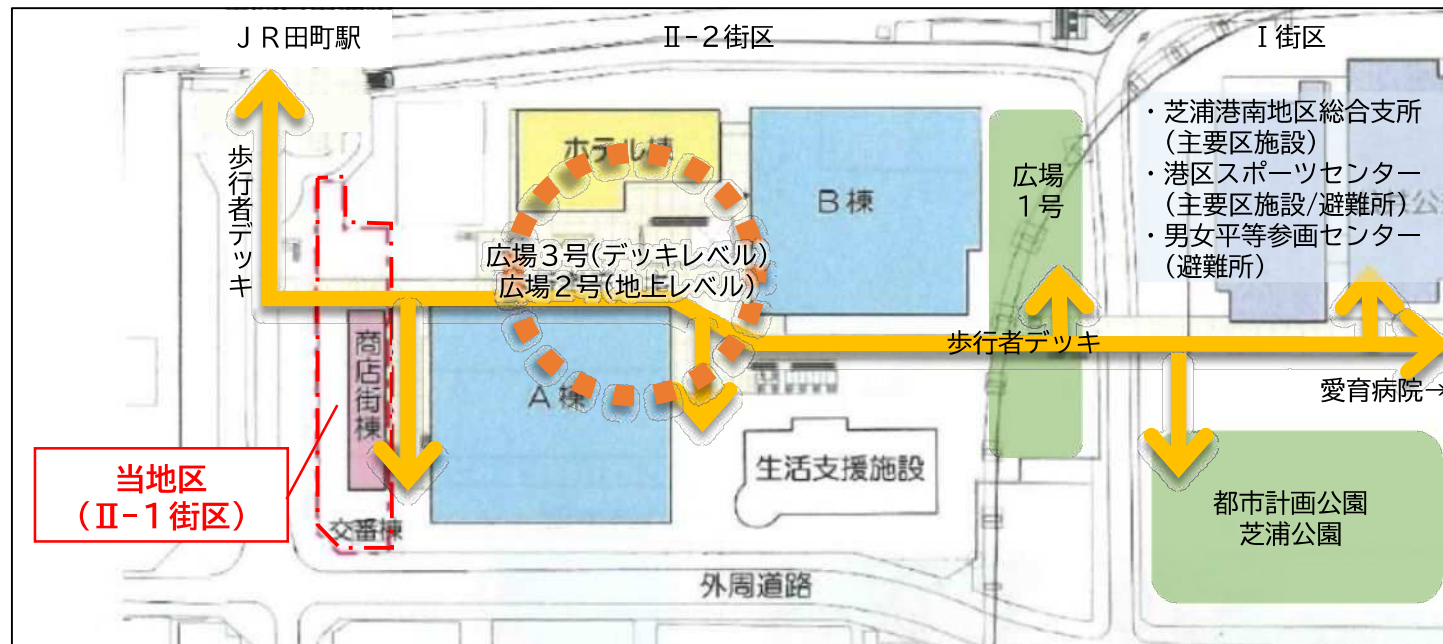 ＪＲ田町駅
Ⅱ-２街区
Ⅰ街区
歩行者デッキ
ホテル棟
B棟
広場
１号
・芝浦港南地区総合支所
（主要区施設）
・港区スポーツセンター
（主要区施設/避難所）
・男女平等参画センター
（避難所）
広場３号(デッキレベル)
広場２号(地上レベル)
歩行者デッキ
愛育病院→
商店街棟
A棟
生活支援施設
当地区
（Ⅱ-１街区）
交番棟
都市計画公園
芝浦公園
外周道路